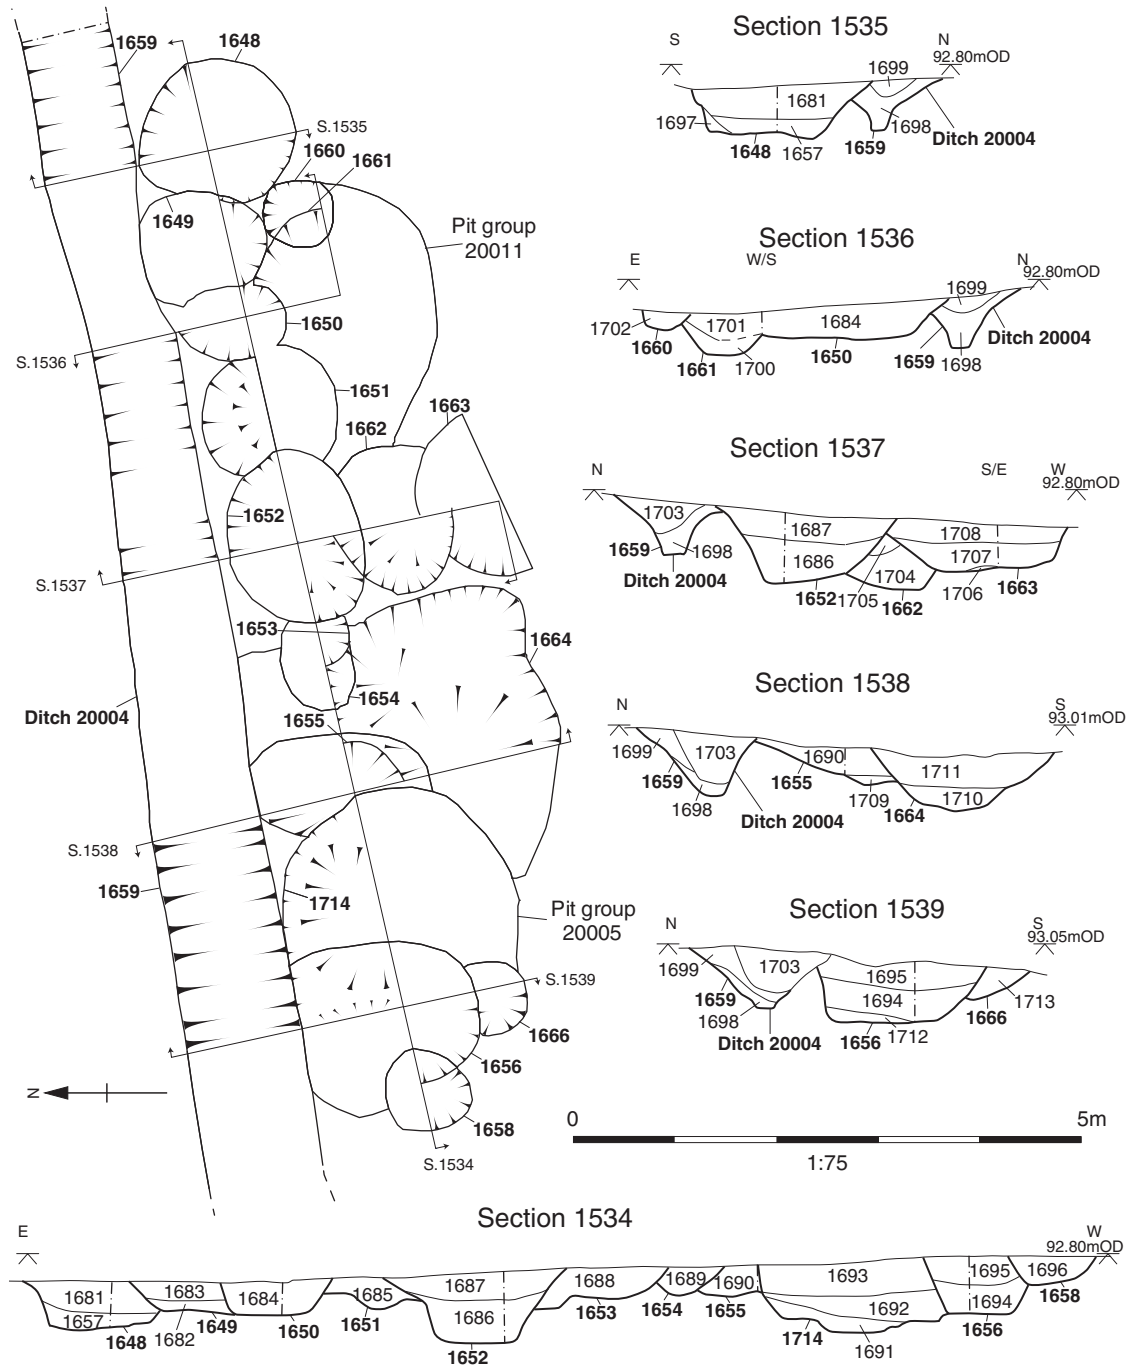 1659
1648
S.1535
1660
1661
1649
Pit group
20011
1650
S.1536
1651
1662
1663
1652
S.1537
1653
1664
1654
Ditch 20004
1655
S.1538
1659
1714
Pit group
20005
S.1539
1666
1656
N
1658
S.1534
Section 1535
S
N
92.80mOD
1699
1681
1697
1698
Ditch 20004
1648
1657
1659
Section 1536
E
W/S
N
92.80mOD
1699
1702
1701
1684
1660
1650
1659
Ditch 20004
1661
1700
1698
Section 1537
N
S/E
W
92.80mOD
1703
1687
1708
1659
1698
1686
1707
Ditch 20004
1704
1652
1705
1662
1706
1663
Section 1538
N
S
93.01mOD
1699
1703
1690
1711
1659
1655
1698
1709
1710
Ditch 20004
1664
Section 1539
N
S
93.05mOD
1699
1703
1695
1659
1694
1713
1698
1666
Ditch 20004
1656
1712
0
5m
1:75
Section 1534
E
W
92.80mOD
1681
1683
1684
1685
1687
1688
1689
1690
1693
1695
1696
1657
1686
1692
1694
1648
1682
1649
1650
1651
1652
1653
1654
1655
1714
1691
1656
1658